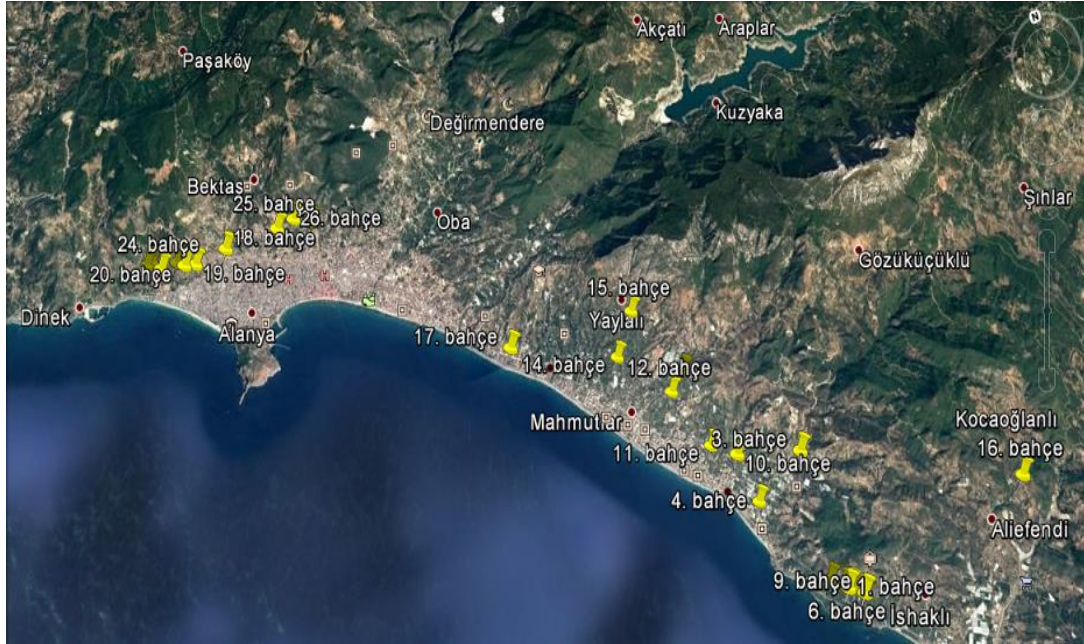 N
Akçatı
Araplar
Paşaköy
Kuzyaka
Değirmendere
Bektaş
Şıhlar
25. bahçe
26. bahçe
Oba
18. bahçe
24. bahçe
Gözüküçüklü
20. bahçe
19. bahçe
15. bahçe
Dinek
Yaylalı
Alanya
17. bahçe
14. bahçe
12. bahçe
Mahmutlar
Kocaoğlanlı
3. bahçe
16. bahçe
11. bahçe
10. bahçe
4. bahçe
Aliefendi
9. bahçe
1. bahçe
6. bahçe
İshaklı